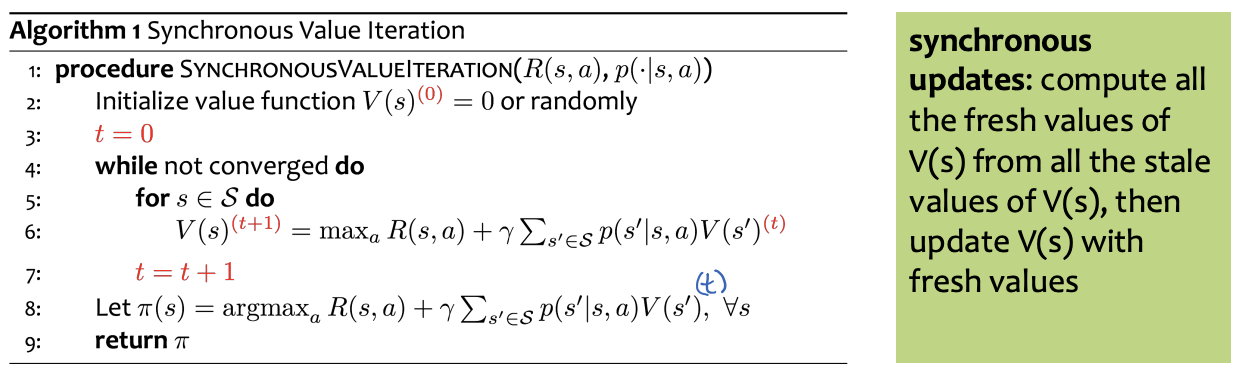 Algorithm 1 Synchronous Value Iteration
1: procedure SYNCHRONOUSVALUEITERATION(R(s, a), p(·|s, a))
2: Initialize value function V(s)^(0) = 0 or randomly
3: t = 0
4: while not converged do
5: for s ∈ S do
6: V(s)^(t+1) = max_a R(s, a) + γ ∑_{s′∈S} p(s′|s, a)V(s′)^(t)
7: t = t + 1
(t)
8: Let π(s) = argmax_a R(s, a) + γ ∑_{s′∈S} p(s′|s, a)V(s′), ∀s
9: return π
synchronous
updates: compute all
the fresh values of
V(s) from all the stale
values of V(s), then
update V(s) with
fresh values